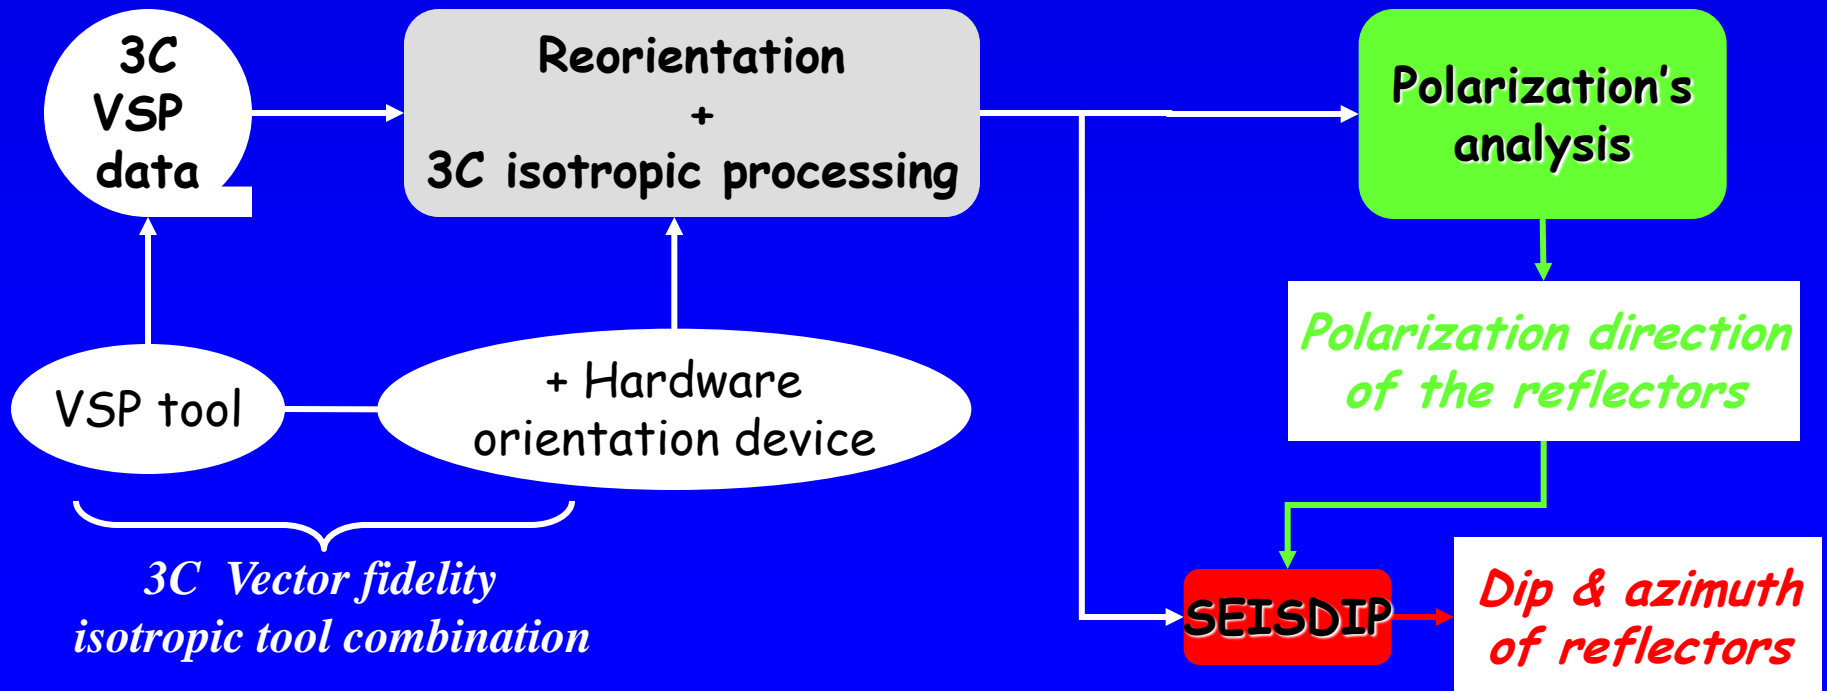 3C
VSP
data
Reorientation
+
3C isotropic processing
Polarization's
analysis
VSP tool
+ Hardware
orientation device
Polarization direction
of the reflectors
3C Vector fidelity
isotropic tool combination
SEISDIP
Dip & azimuth
of reflectors